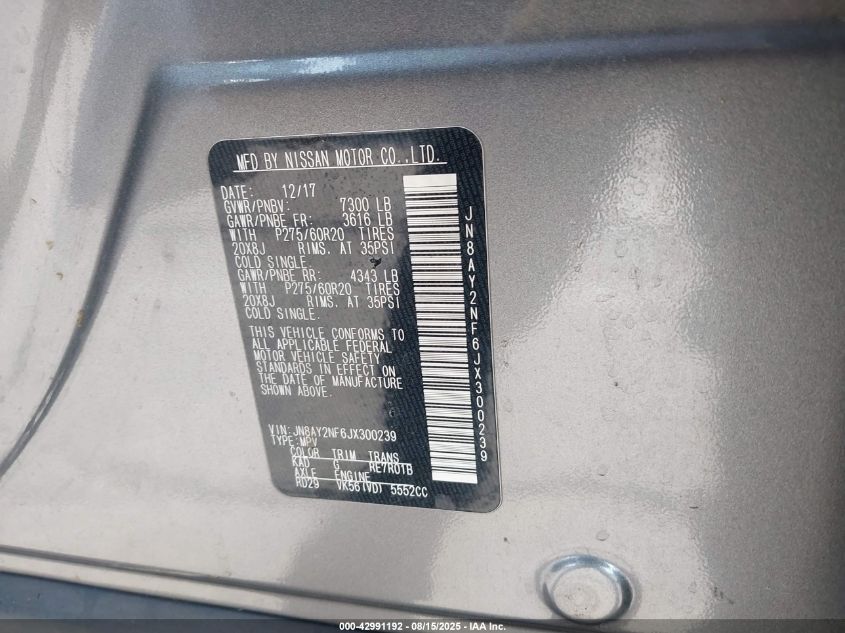 MFD BY NISSAN MOTOR CO.,LTD.
DATE: 12/17
GVWR/PNBV: 7300 LB
GAWR/PNBE FR: 3616 LB
WITH P275/60R20 TIRES
20X8J RIMS. AT 35PSI
COLD SINGLE.
GAWR/PNBE RR: 4343 LB
WITH P275/60R20 TIRES
20X8J RIMS. AT 35PSI
COLD SINGLE.
THIS VEHICLE CONFORMS TO
ALL APPLICABLE FEDERAL
MOTOR VEHICLE SAFETY
STANDARDS IN EFFECT ON
THE DATE OF MANUFACTURE
SHOWN ABOVE.
VIN: JN8AY2NF6JX300239
TYPE: MPV
COLOR TRIM TRANS
KAD G RE7R01B
AXLE ENGINE
RD29 VK56(VD) 5552CC
JN8AY2NF6JX300239
000-42991192 - 08/15/2025 - IAA Inc.